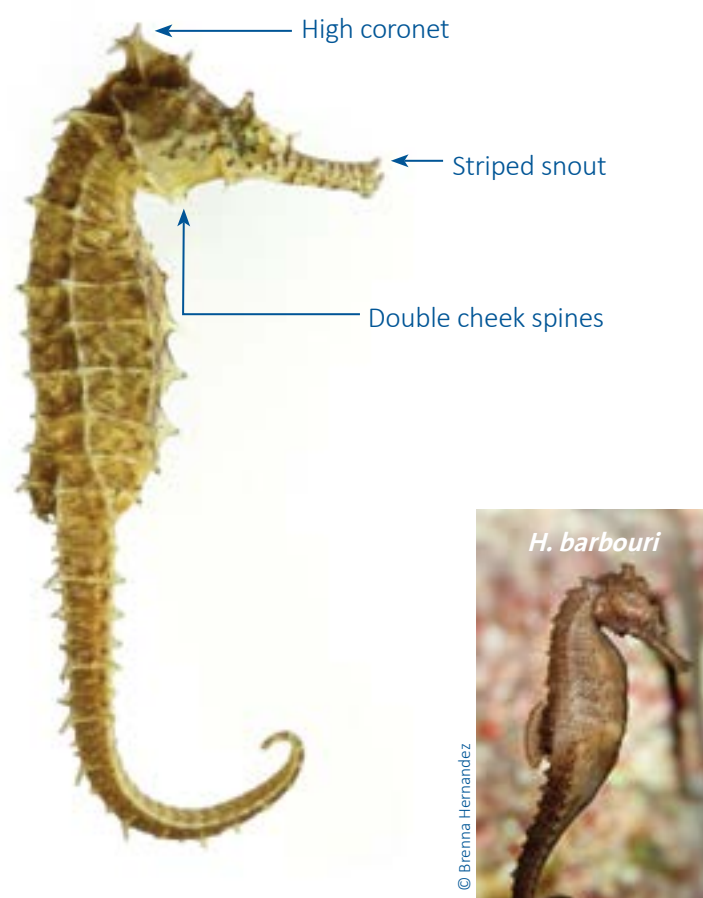 High coronet
Striped snout
Double cheek spines
H. barbouri
© Brenna Hernandez